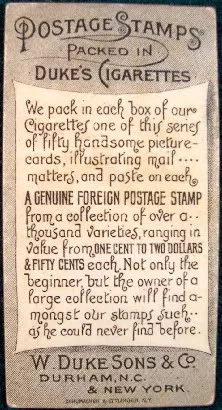 POSTAGE STAMPS
PACKED IN
DUKE'S CIGARETTES
We pack in each box of our
Cigarettes one of this series
of fifty handsome picture-
cards, illustrating mail ....
matters, and paste on each
A GENUINE FOREIGN POSTAGE STAMP
from a collection of over a..
thousand varieties, ranging in
value from ONE CENT TO TWO DOLLARS
& FIFTY CENTS each. Not only the
beginner, but the owner of a
large collection will find a-
mongst our stamps such..
as he could never find before.
W. DUKE SONS & CO.
DURHAM, N.C.
& NEW YORK.
SCHUMACHER & ETTLINGER, N.Y.